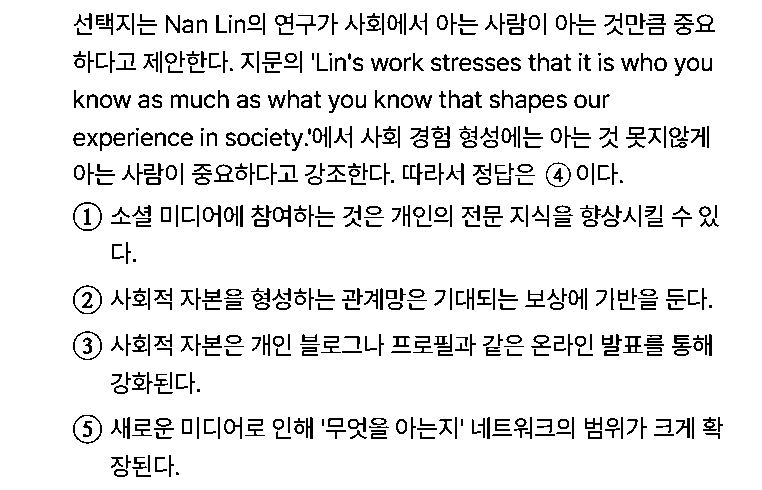 선택지는 Nan Lin의 연구가 사회에서 아는 사람이 아는 것만큼 중요
하다고 제안한다. 지문의 'Lin's work stresses that it is who you
know as much as what you know that shapes our
experience in society.'에서 사회 경험 형성에는 아는 것 못지않게
아는 사람이 중요하다고 강조한다. 따라서 정답은 ④이다.
① 소셜 미디어에 참여하는 것은 개인의 전문 지식을 향상시킬 수 있
다.
② 사회적 자본을 형성하는 관계망은 기대되는 보상에 기반을 둔다.
③ 사회적 자본은 개인 블로그나 프로필과 같은 온라인 발표를 통해
강화된다.
⑤ 새로운 미디어로 인해 '무엇을 아는지' 네트워크의 범위가 크게 확
장된다.